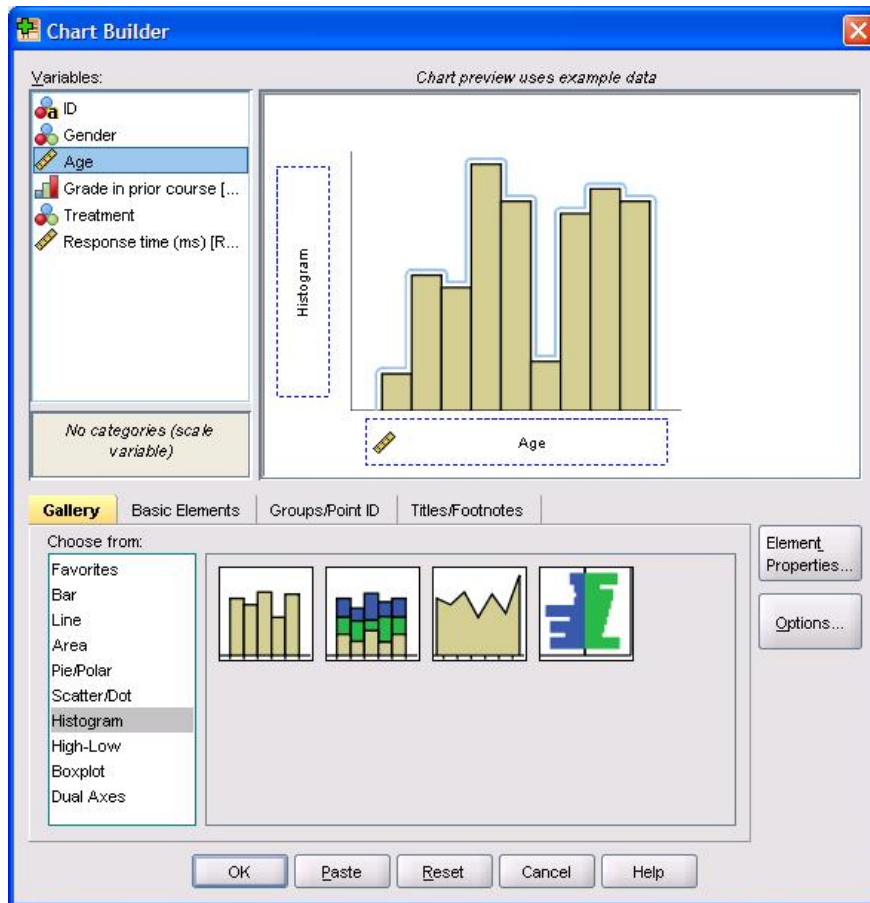 Chart Builder
Variables:
Chart preview uses example data
ID
Gender
Age
Grade in prior course [...
Treatment
Response time (ms) [R...
No categories (scale
variable)
Histogram
Age
Gallery
Basic Elements
Groups/Point ID
Titles/Footnotes
Choose from:
Favorites
Bar
Line
Area
Pie/Polar
Scatter/Dot
Histogram
High-Low
Boxplot
Dual Axes
Element
Properties...
Options...
OK
Paste
Reset
Cancel
Help